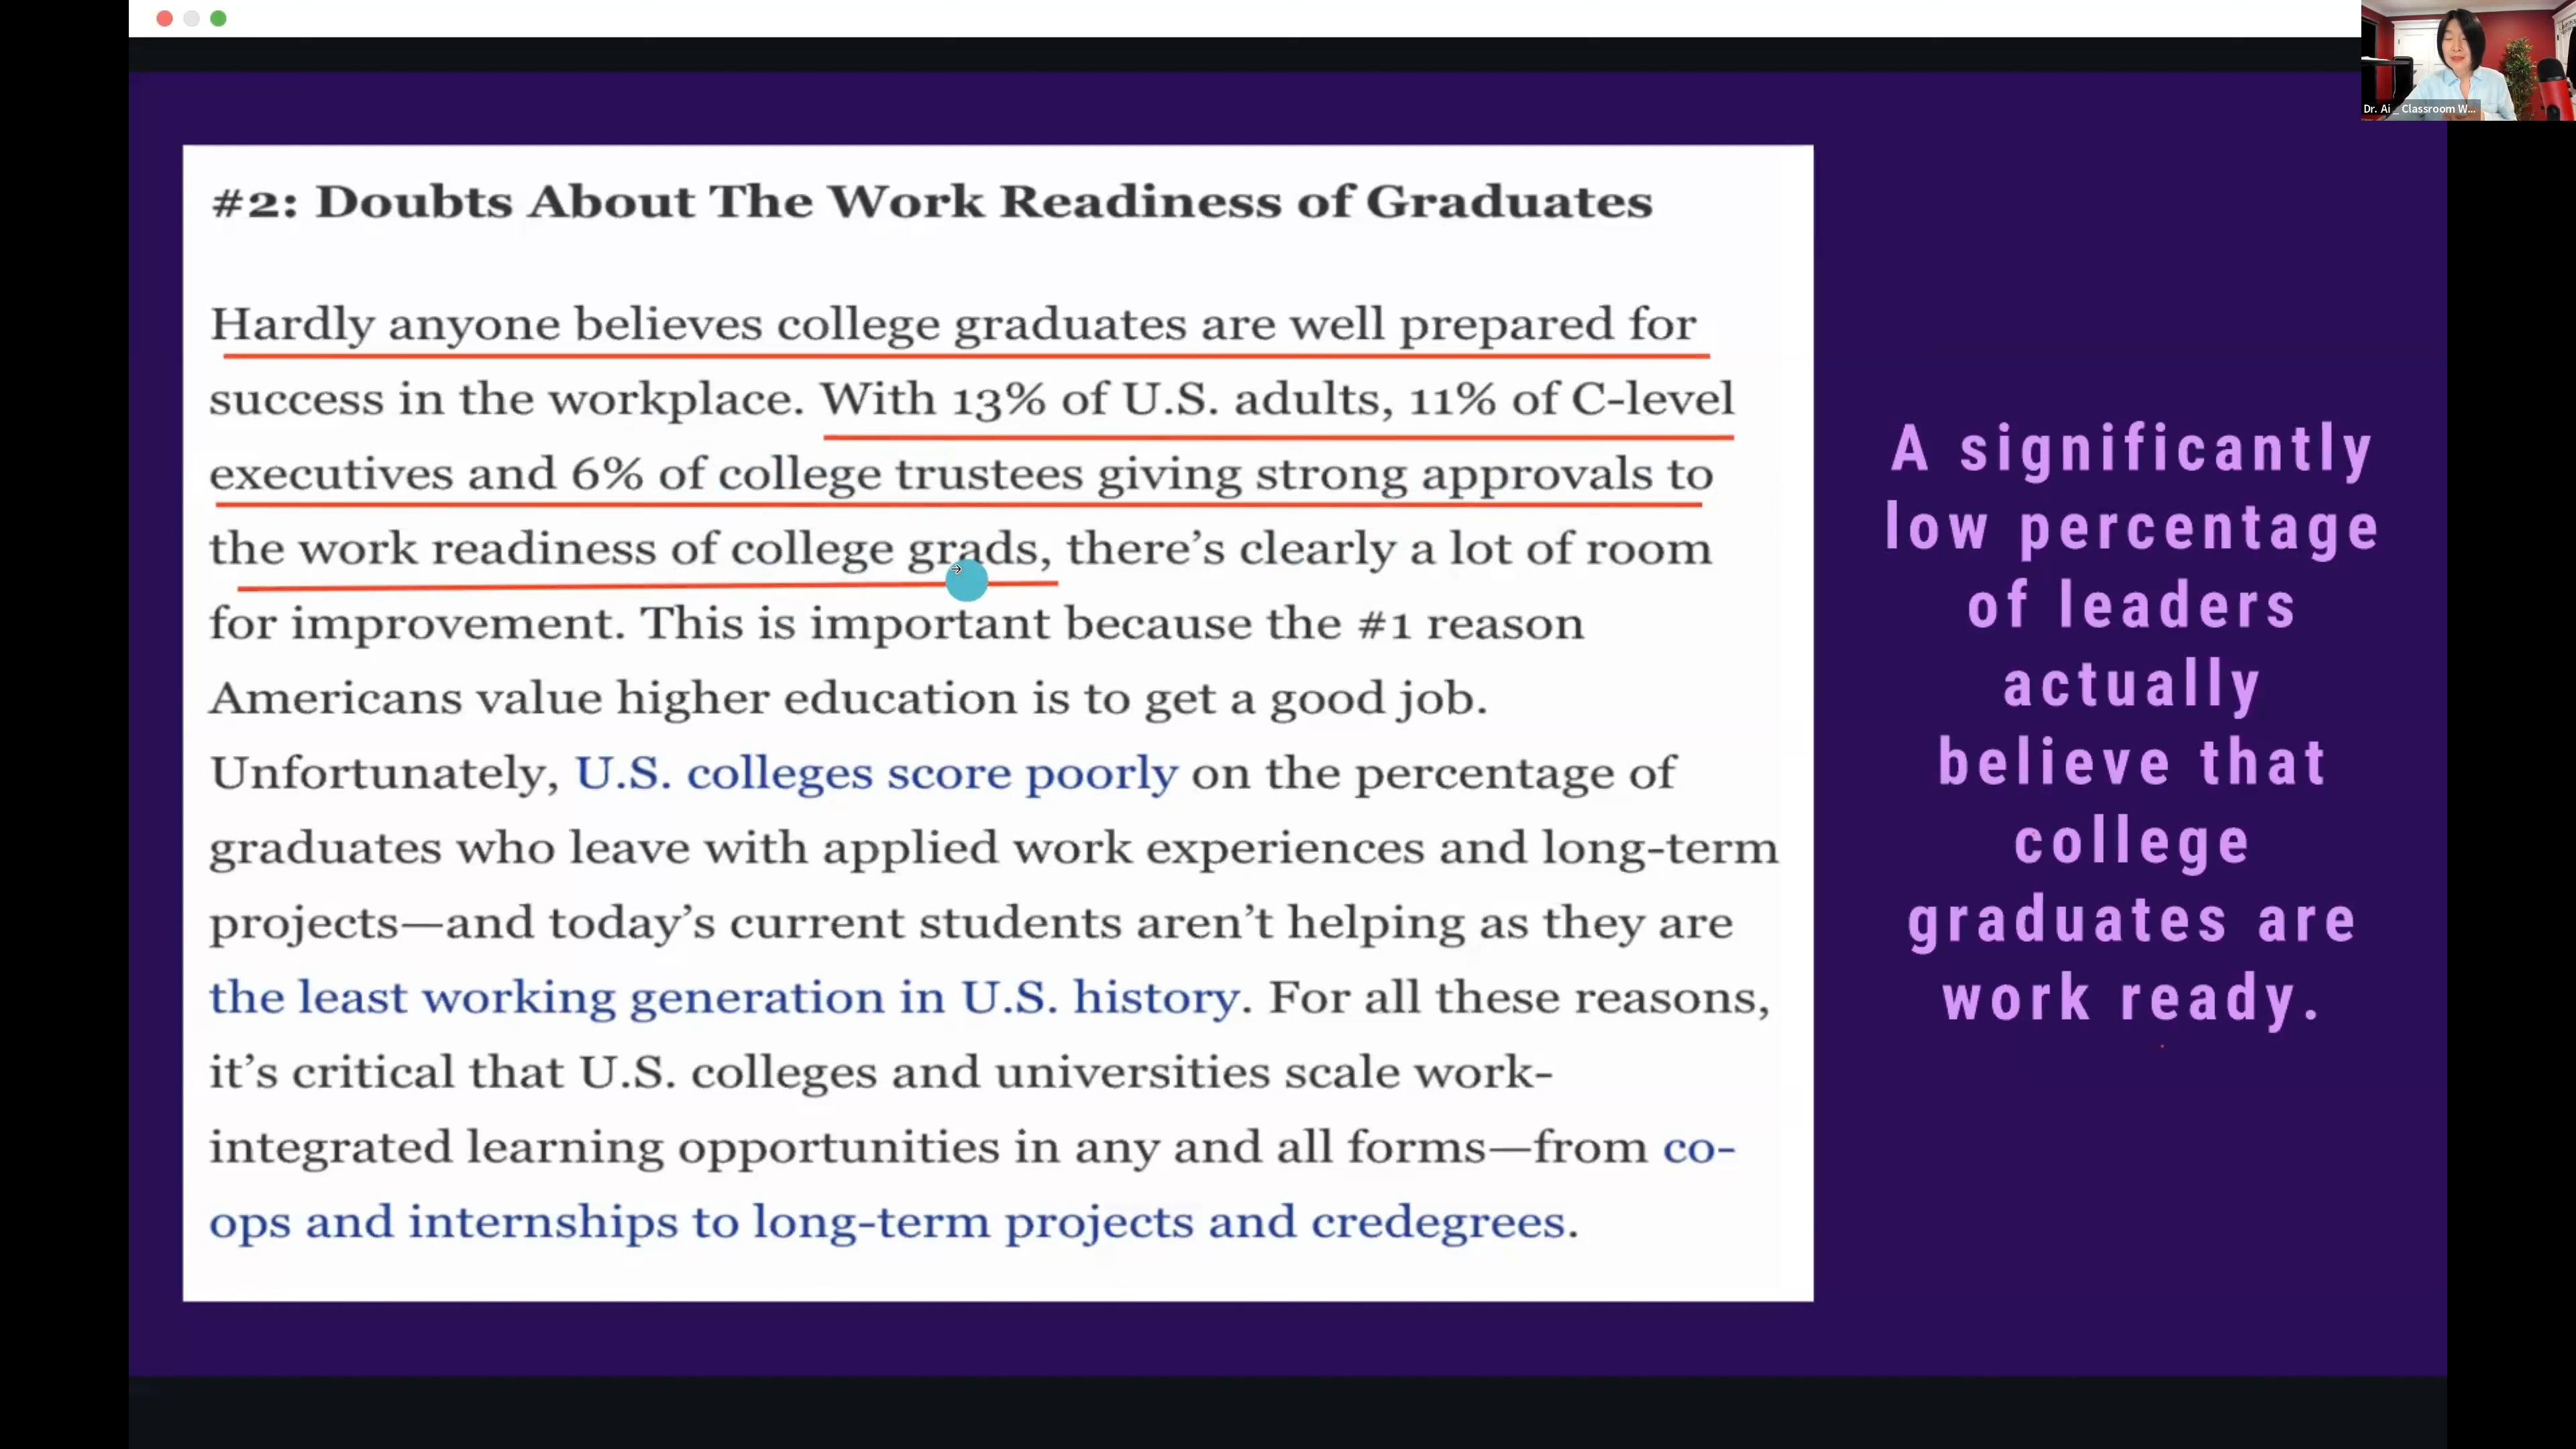 Dr. Ai _ Classroom W...
#2: Doubts About The Work Readiness of Graduates
Hardly anyone believes college graduates are well prepared for
success in the workplace. With 13% of U.S. adults, 11% of C-level
executives and 6% of college trustees giving strong approvals to
the work readiness of college grads, there’s clearly a lot of room
for improvement. This is important because the #1 reason
Americans value higher education is to get a good job.
Unfortunately, U.S. colleges score poorly on the percentage of
graduates who leave with applied work experiences and long-term
projects—and today’s current students aren’t helping as they are
the least working generation in U.S. history. For all these reasons,
it’s critical that U.S. colleges and universities scale work-
integrated learning opportunities in any and all forms—from co-
ops and internships to long-term projects and credegrees.
A significantly
low percentage
of leaders
actually
believe that
college
graduates are
work ready.